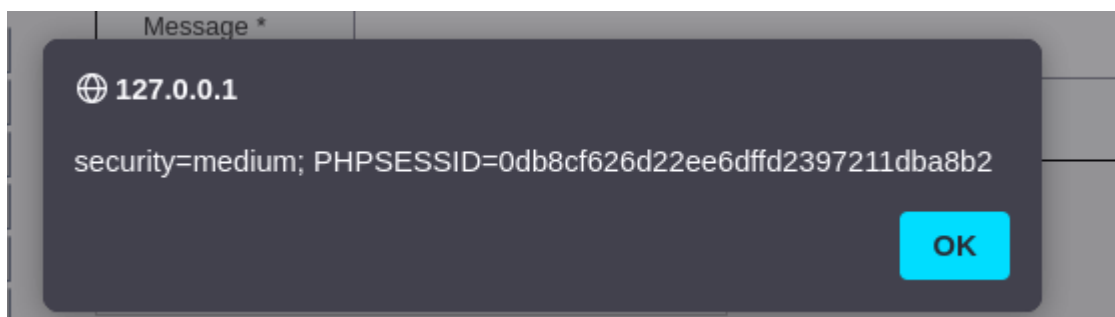 Message *
127.0.0.1
security=medium; PHPSESSID=0db8cf626d22ee6dffd2397211dba8b2
OK